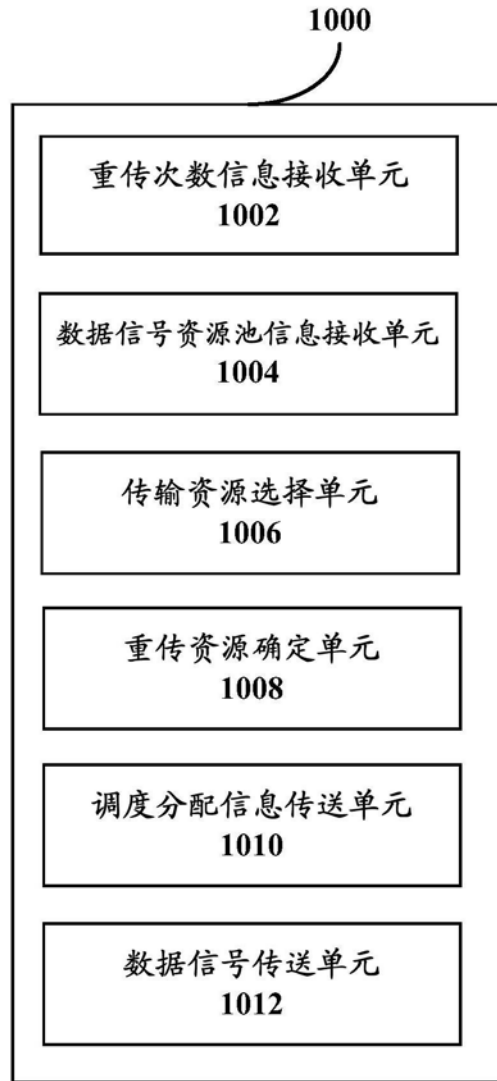 1000
重传次数信息接收单元
1002
数据信号资源池信息接收单元
1004
传输资源选择单元
1006
重传资源确定单元
1008
调度分配信息传送单元
1010
数据信号传送单元
1012